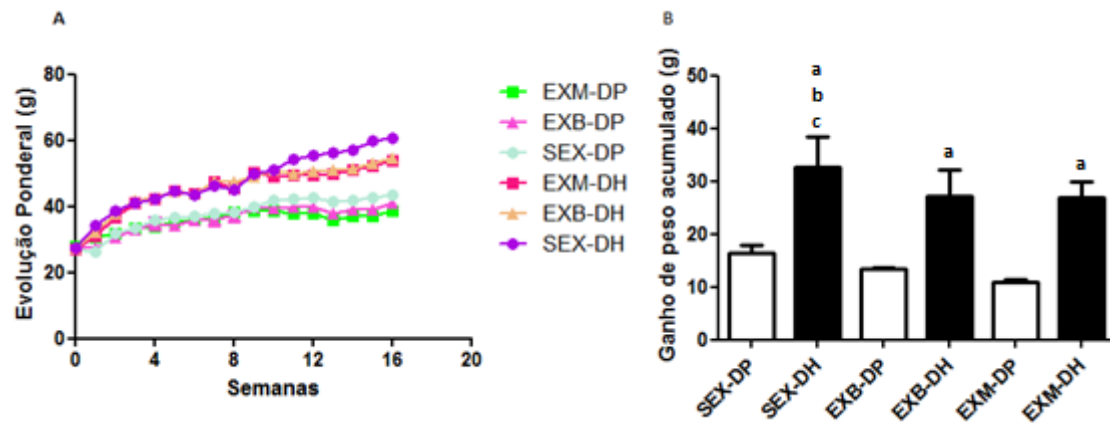 A
Evolução Ponderal (g)
80
60
40
20
0
0 4 8 12 16 20
Semanas
EXM-DP
EXB-DP
SEX-DP
EXM-DH
EXB-DH
SEX-DH
B
Ganho de peso acumulado (g)
50
40
30
20
10
0
a
b
c
a
a
SEX-DP SEX-DH EXB-DP EXB-DH EXM-DP EXM-DH